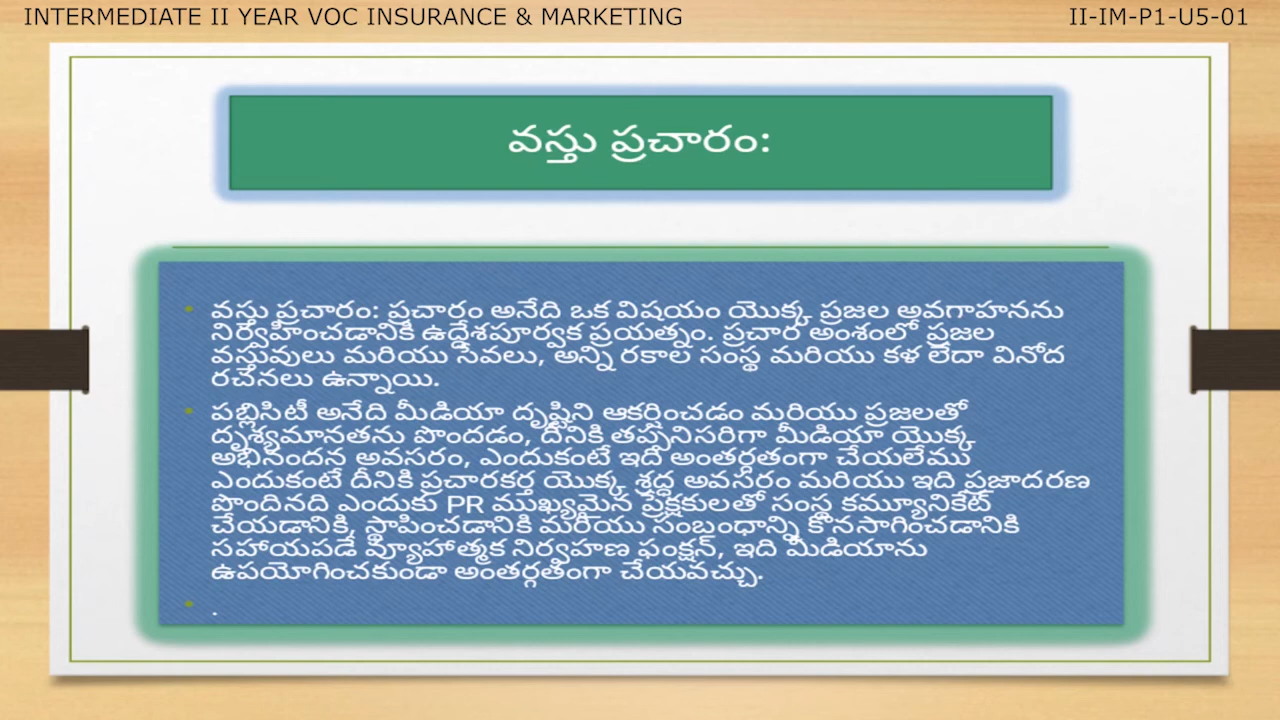 INTERMEDIATE II YEAR VOC INSURANCE & MARKETING
II-IM-P1-U5-01
వస్తు ప్రచారం:
• వస్తు ప్రచారం: ప్రచారం అనేది ఒక విషయం యొక్క ప్రజల అవగాహనను
నిర్వహించడానికి ఉద్దేశపూర్వక ప్రయత్నం. ప్రచార అంశంలో ప్రజల
వస్తువులు మరియు సేవలు, అన్ని రకాల సంస్థ మరియు కళ లేదా వినోద
రచనలు ఉన్నాయి.
• పబ్లిసిటీ అనేది మీడియా దృష్టిని ఆకర్షించడం మరియు ప్రజలతో
దృశ్యమానతను పొందడం, దీనికి తప్పనిసరిగా మీడియా యొక్క
అభినందన అవసరం, ఎందుకంటే ఇది అంతర్గతంగా చేయలేము
ఎందుకంటే దీనికి ప్రచారకర్త యొక్క శ్రద్ధ అవసరం మరియు ఇది ప్రజాదరణ
పొందినది ఎందుకు PR ముఖ్యమైన ప్రేక్షకులతో సంస్థ కమ్యూనికేట్
చేయడానికి, స్థాపించడానికి మరియు సంబంధాన్ని కొనసాగించడానికి
సహాయపడే వ్యూహాత్మక నిర్వహణ ఫంక్షన్, ఇది మీడియాను
ఉపయోగించకుండా అంతర్గతంగా చేయవచ్చు.
• .